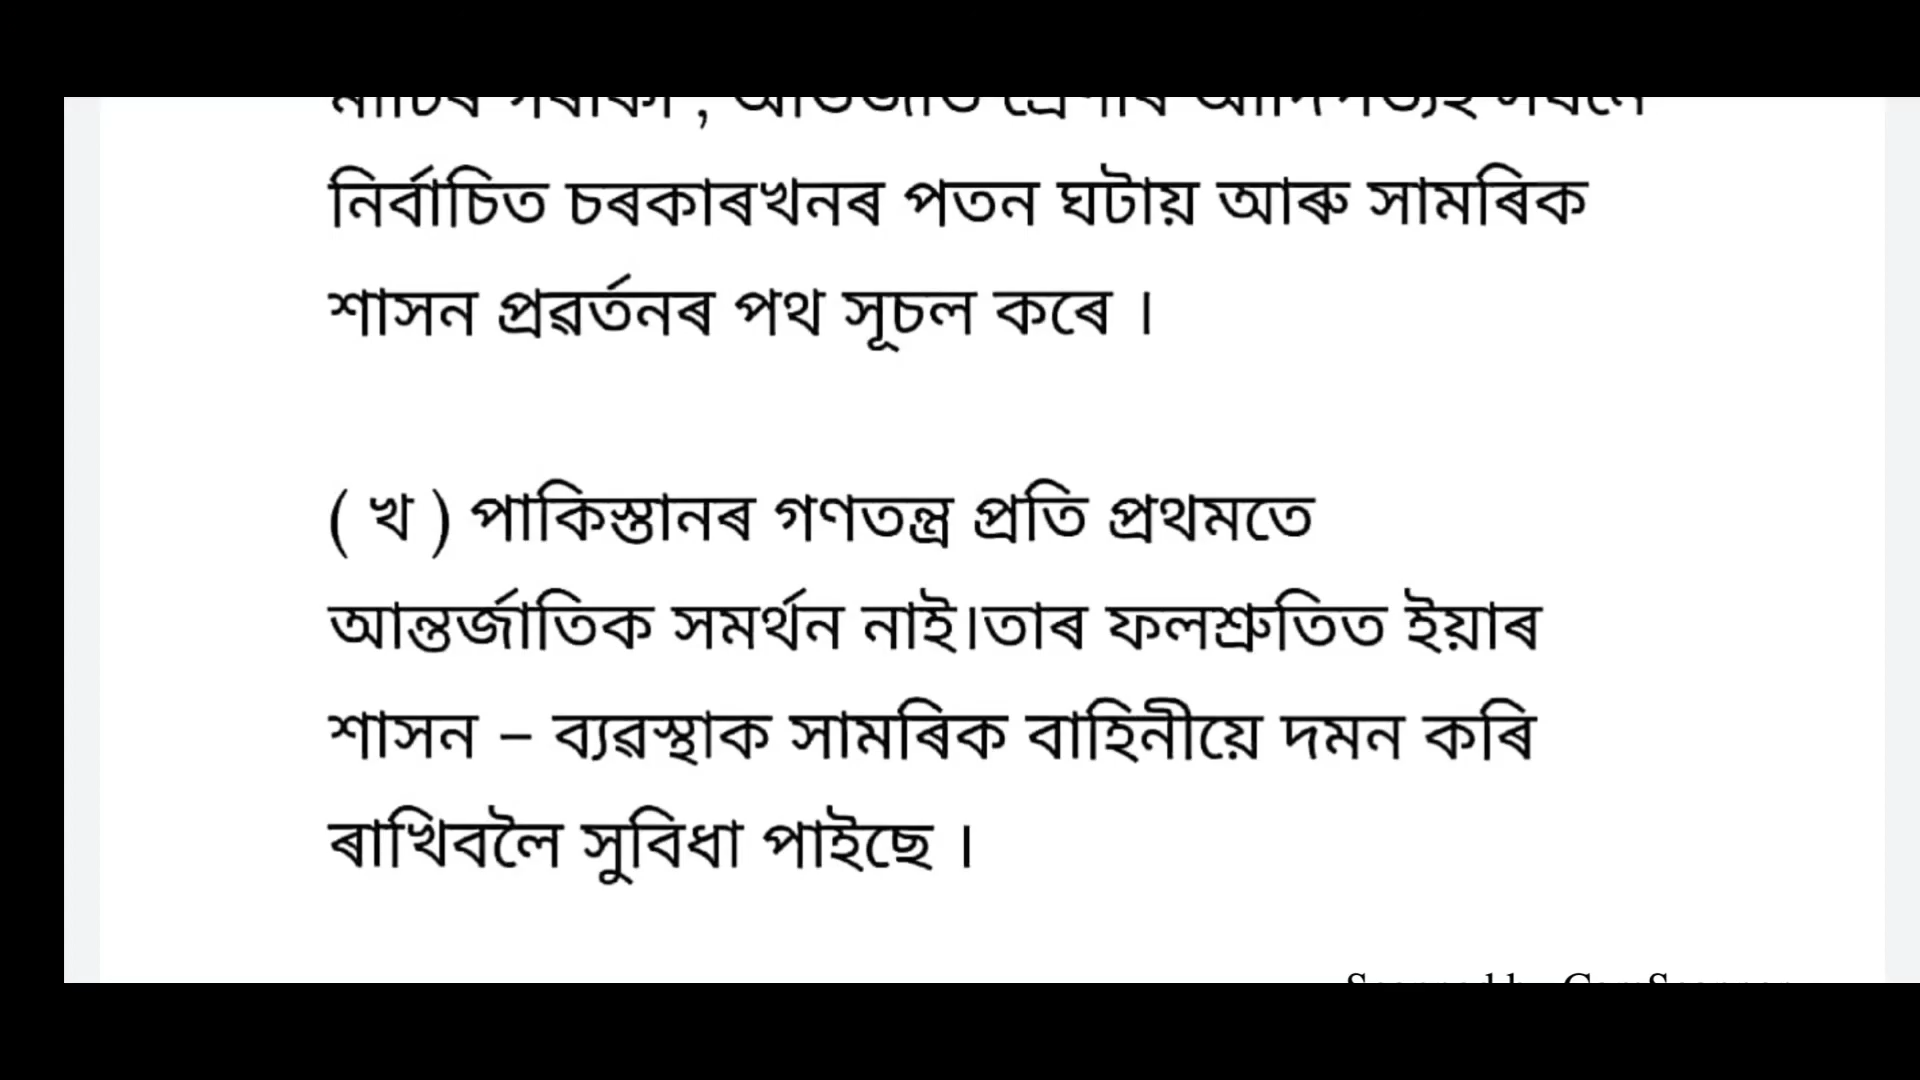 নিৰ্বাচিত চৰকাৰখনৰ পতন ঘটায় আৰু সামৰিক
শাসন প্ৰৱৰ্তনৰ পথ সূচল কৰে ।
( খ ) পাকিস্তানৰ গণতন্ত্ৰ প্ৰতি প্ৰথমতে
আন্তৰ্জাতিক সমৰ্থন নাই।তাৰ ফলশ্ৰুতিত ইয়াৰ
শাসন – ব্যৱস্থাক সামৰিক বাহিনীয়ে দমন কৰি
ৰাখিবলৈ সুবিধা পাইছে ।